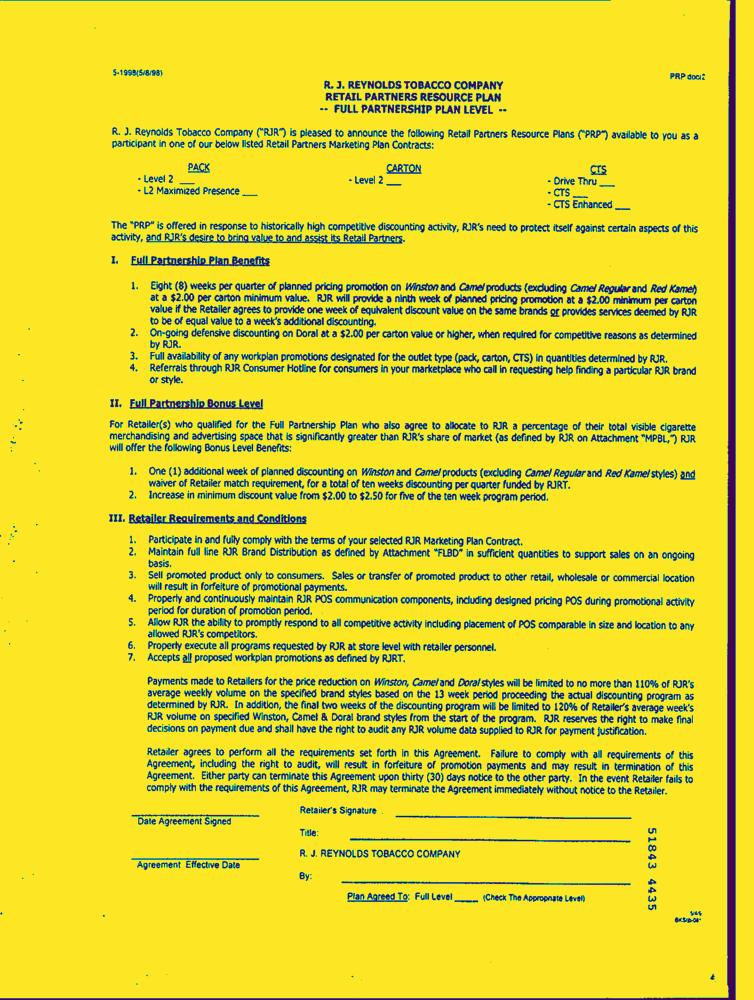 5-1998(5/8/98)
PRP doc:2
R. J. REYNOLDS TOBACCO COMPANY
RETAIL PARTNERS RESOURCE PLAN
-- FULL PARTNERSHIP PLAN LEVEL --
R. J. Reynolds Tobacco Company ("RJR") is pleased to announce the following Retail Partners Resource Plans ("PRP") available to you as a
participant in one of our below listed Retail Partners Marketing Plan Contracts:
PACK CARTON CTS
- Level 2 ___ - Level 2 ___ - Drive Thru ___
- L2 Maximized Presence ___ - CTS ___
- CTS Enhanced ___
The "PRP" is offered in response to historically high competitive discounting activity, RJR's need to protect itself against certain aspects of this
activity, and RJR's desire to bring value to and assist its Retail Partners.
I. Full Partnership Plan Benefits
1. Eight (8) weeks per quarter of planned pricing promotion on Winston and Camel products (excluding Camel Regular and Red Kamel)
at a $2.00 per carton minimum value. RJR will provide a ninth week of planned pricing promotion at a $2.00 minimum per carton
value if the Retailer agrees to provide one week of equivalent discount value on the same brands or provides services deemed by RJR
to be of equal value to a week's additional discounting.
2. On-going defensive discounting on Doral at a $2.00 per carton value or higher, when required for competitive reasons as determined
by RJR.
3. Full availability of any workplan promotions designated for the outlet type (pack, carton, CTS) in quantities determined by RJR.
4. Referrals through RJR Consumer Hotline for consumers in your marketplace who call in requesting help finding a particular RJR brand
or style.
II. Full Partnership Bonus Level
For Retailer(s) who qualified for the Full Partnership Plan who also agree to allocate to RJR a percentage of their total visible cigarette
merchandising and advertising space that is significantly greater than RJR's share of market (as defined by RJR on Attachment "MPBL,") RJR
will offer the following Bonus Level Benefits:
1. One (1) additional week of planned discounting on Winston and Camel products (excluding Camel Regular and Red Kamel styles) and
waiver of Retailer match requirement, for a total of ten weeks discounting per quarter funded by RJRT.
2. Increase in minimum discount value from $2.00 to $2.50 for five of the ten week program period.
III. Retailer Requirements and Conditions
1. Participate in and fully comply with the terms of your selected RJR Marketing Plan Contract.
2. Maintain full line RJR Brand Distribution as defined by Attachment "FLBD" in sufficient quantities to support sales on an ongoing
basis.
3. Sell promoted product only to consumers. Sales or transfer of promoted product to other retail, wholesale or commercial location
will result in forfeiture of promotional payments.
4. Properly and continuously maintain RJR POS communication components, including designed pricing POS during promotional activity
period for duration of promotion period.
5. Allow RJR the ability to promptly respond to all competitive activity including placement of POS comparable in size and location to any
allowed RJR's competitors.
6. Properly execute all programs requested by RJR at store level with retailer personnel.
7. Accepts all proposed workplan promotions as defined by RJRT.
Payments made to Retailers for the price reduction on Winston, Camel and Doral styles will be limited to no more than 110% of RJR's
average weekly volume on the specified brand styles based on the 13 week period proceeding the actual discounting program as
determined by RJR. In addition, the final two weeks of the discounting program will be limited to 120% of Retailer's average week's
RJR volume on specified Winston, Camel & Doral brand styles from the start of the program. RJR reserves the right to make final
decisions on payment due and shall have the right to audit any RJR volume data supplied to RJR for payment justification.
Retailer agrees to perform all the requirements set forth in this Agreement. Failure to comply with all requirements of this
Agreement, including the right to audit, will result in forfeiture of promotion payments and may result in termination of this
Agreement. Either party can terminate this Agreement upon thirty (30) days notice to the other party. In the event Retailer fails to
comply with the requirements of this Agreement, RJR may terminate the Agreement immediately without notice to the Retailer.
Retailer's Signature
Date Agreement Signed
Title:
R. J. REYNOLDS TOBACCO COMPANY
Agreement Effective Date
By:
Plan Agreed To: Full Level ____ (Check The Appropriate Level)
51843 4435